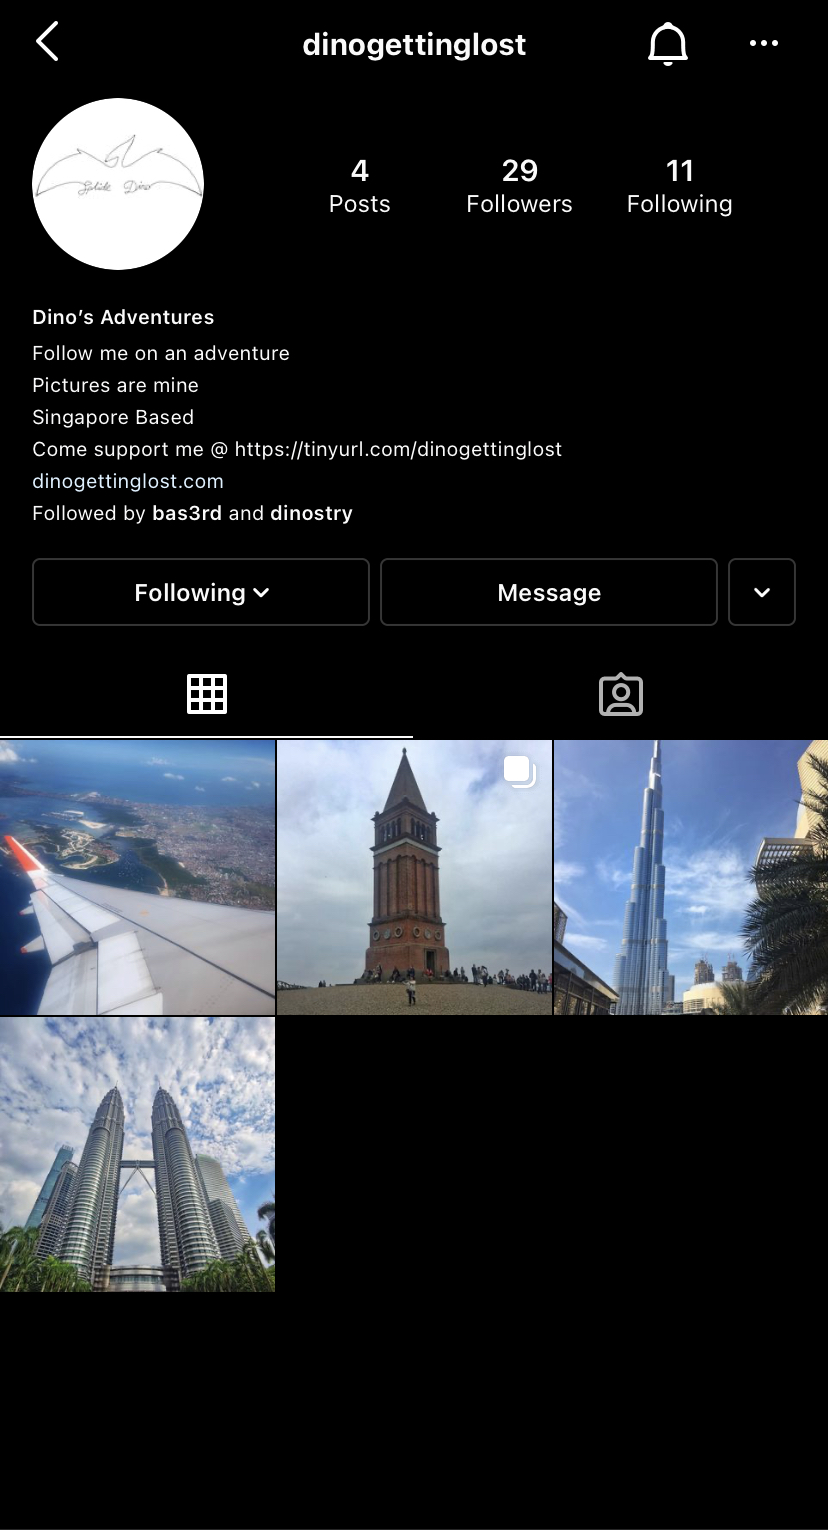 dinogettinglost
4
Posts
29
Followers
11
Following
Dino
Dino’s Adventures
Follow me on an adventure
Pictures are mine
Singapore Based
Come support me @ https://tinyurl.com/dinogettinglost
dinogettinglost.com
Followed by bas3rd and dinostry
Following
Message